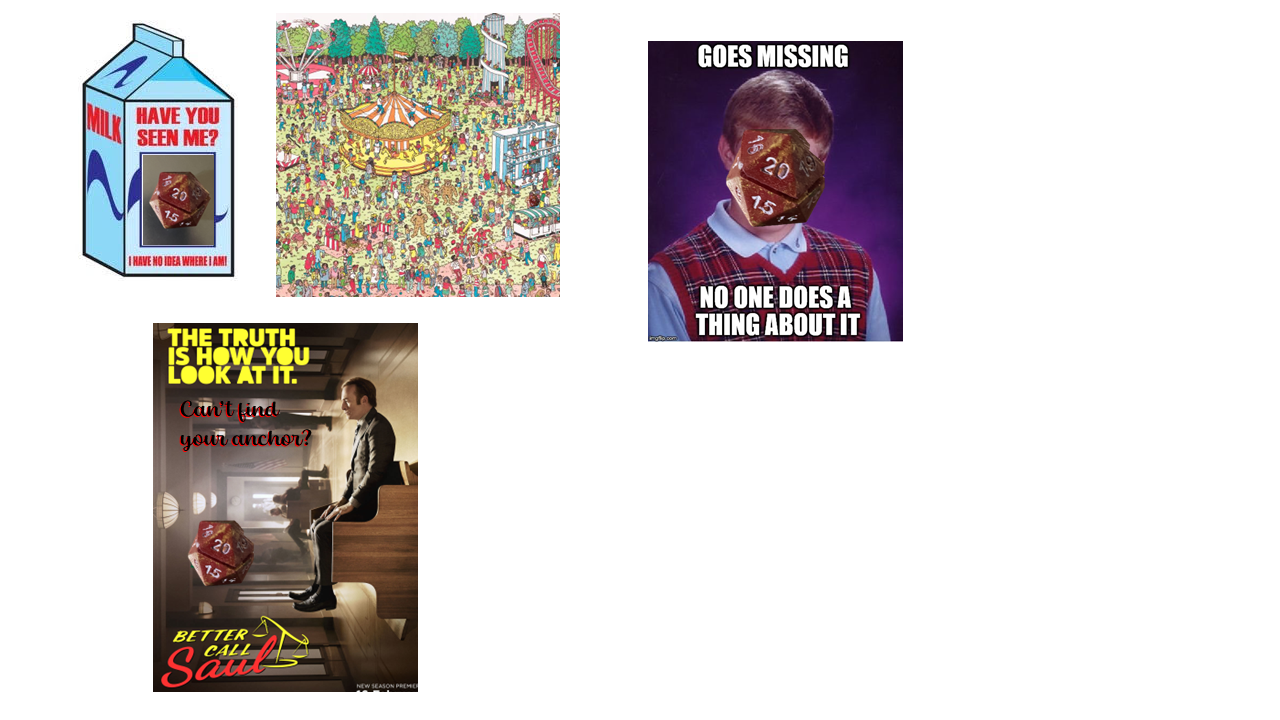 MILK
HAVE YOU
SEEN ME?
20
15
I HAVE NO IDEA WHERE I AM!
GOES MISSING
20
15
NO ONE DOES A
THING ABOUT IT
imgflip.com
THE TRUTH
IS HOW YOU
LOOK AT IT.
Can't find
your anchor?
20
15
BETTER
CALL
Saul
NEW SEASON PREMIER